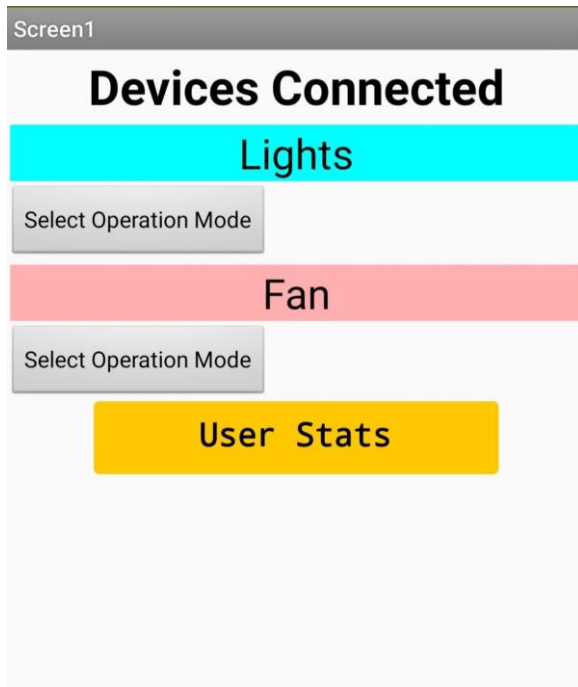 Screen1
Devices Connected
Lights
Select Operation Mode
Fan
Select Operation Mode
User Stats